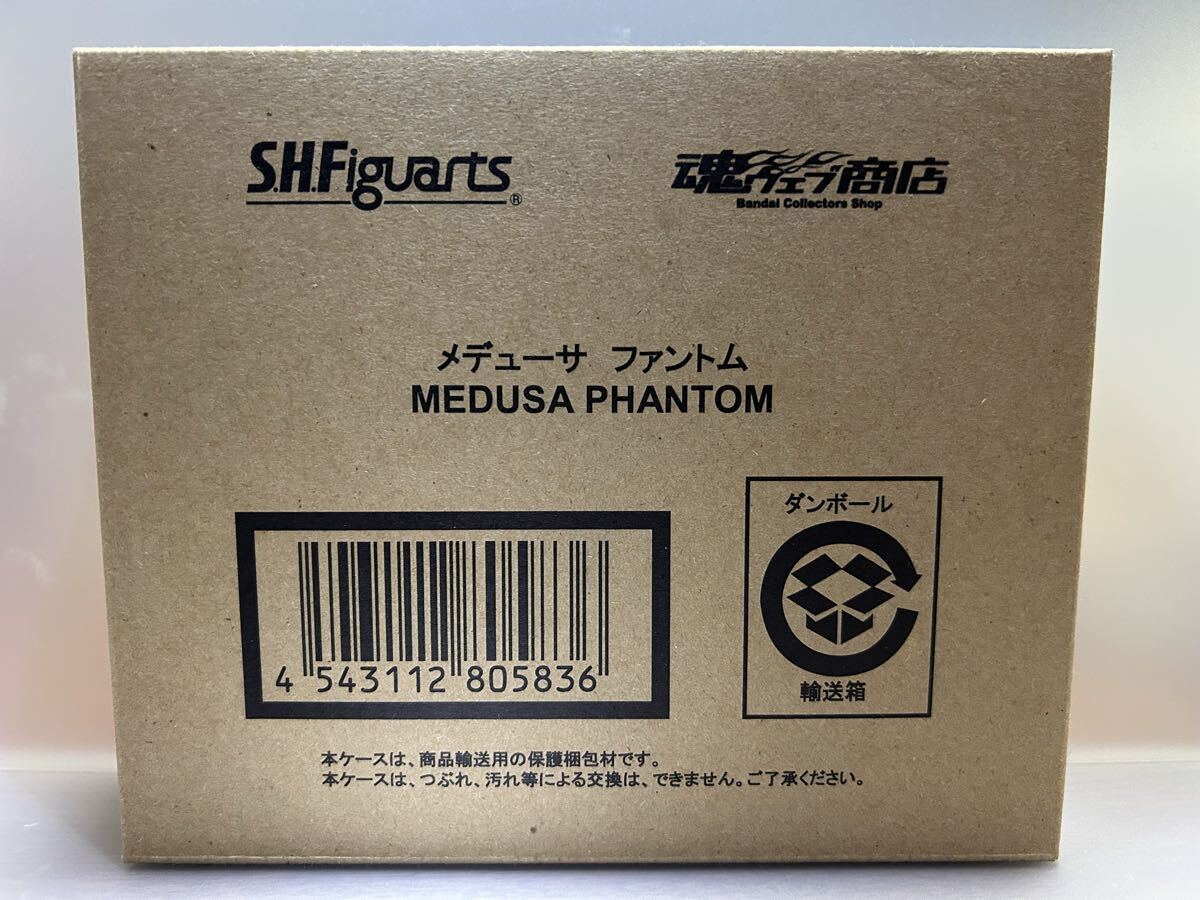 S.H.Figuarts®
魂ウェブ商店
Bandai Collectors Shop
メデューサ ファントム
MEDUSA PHANTOM
ダンボール
輸送箱
4 543112 805836
本ケースは、商品輸送用の保護梱包材です。
本ケースは、つぶれ、汚れ等による交換は、できません。ご了承ください。